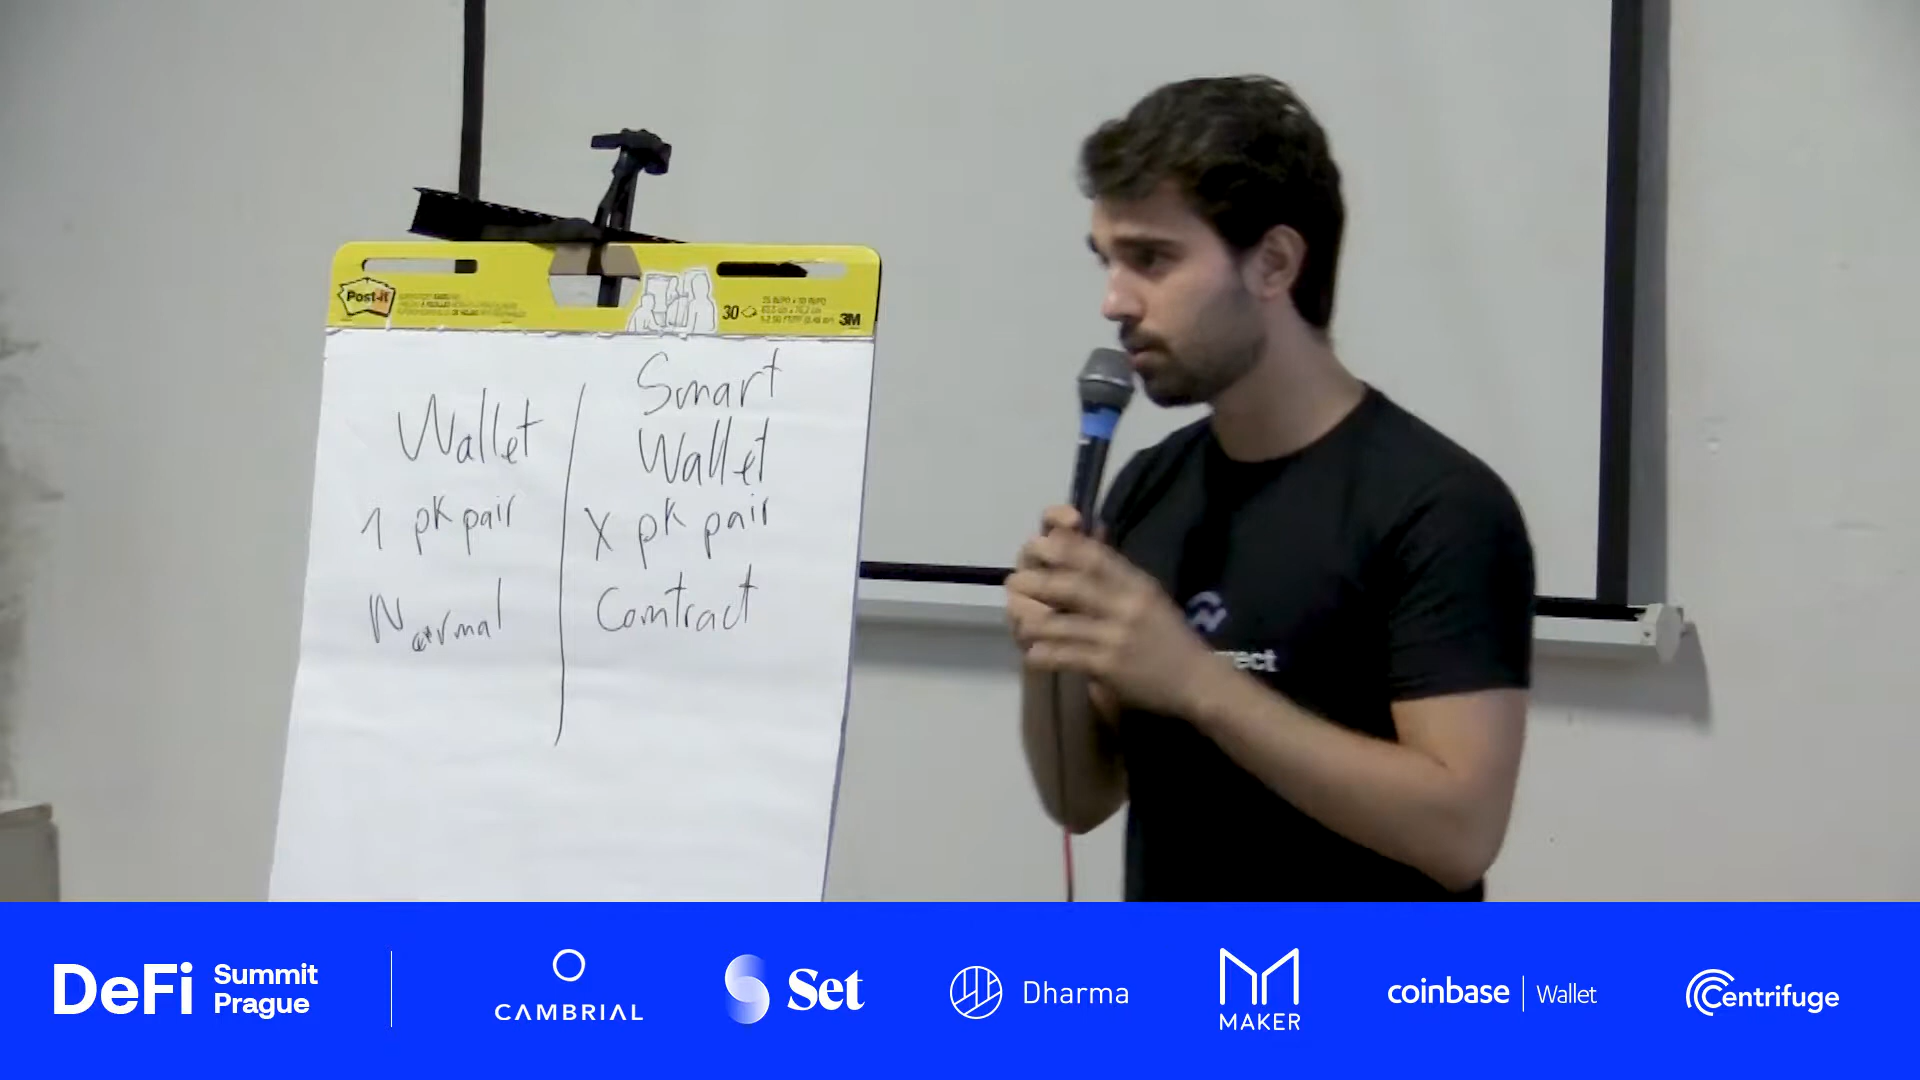 Post-it
30
3M
Smart
Wallet
Wallet
1 pk pair
X pk pair
Normal
Contract
rect
DeFi Summit Prague
CAMBRIAL
Set
Dharma
MAKER
coinbase | Wallet
Centrifuge